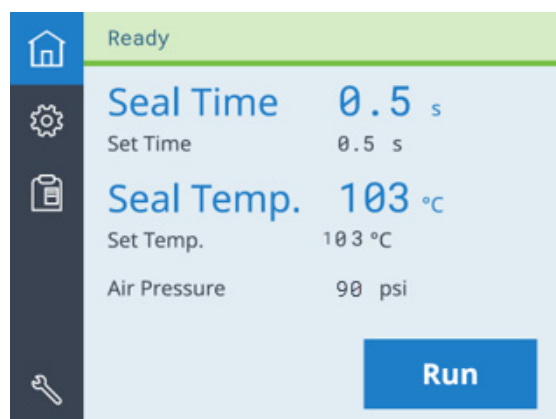 Ready
Seal Time 0.5 s
Set Time 0.5 s
Seal Temp. 103 °C
Set Temp. 103 °C
Air Pressure 90 psi
Run